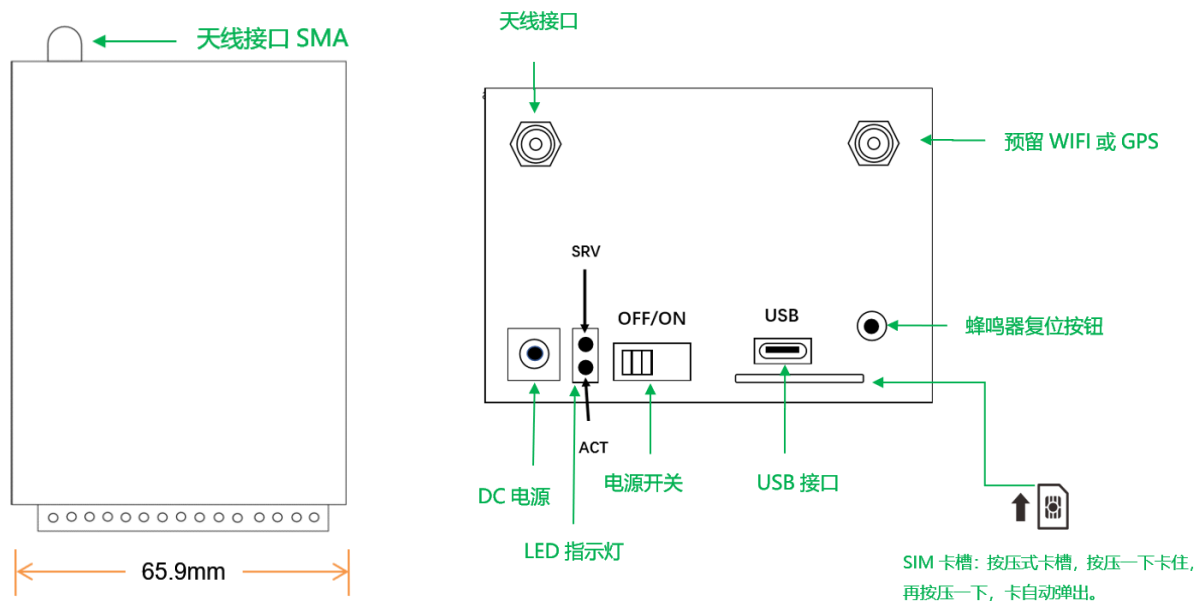 天线接口 SMA
天线接口
预留 WIFI 或 GPS
SRV
OFF/ON
USB
蜂鸣器复位按钮
ACT
DC 电源
电源开关
USB 接口
LED 指示灯
65.9mm
SIM 卡槽：按压式卡槽，按压一下卡住，
再按压一下，卡自动弹出。